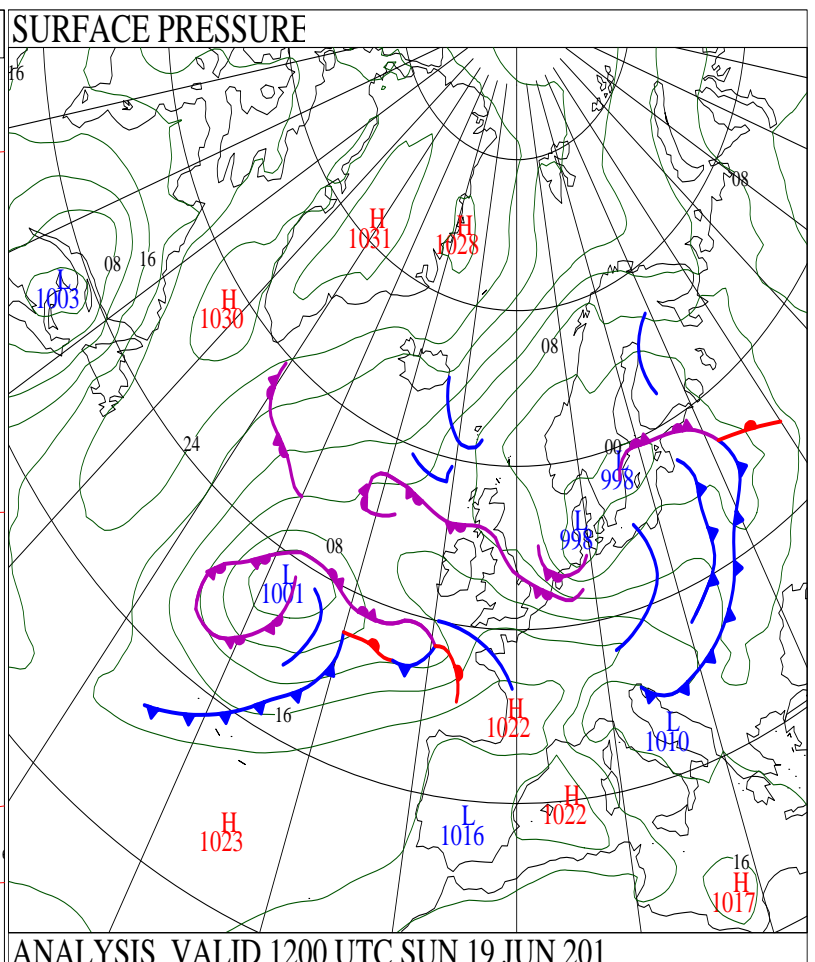 SURFACE PRESSURE
16
08
H
1031
H
1028
08
16
L
1003
H
1030
08
24
00
L
998
L
998
08
L
1001
16
H
1022
L
1010
H
1022
L
1016
H
1023
16
H
1017
ANALYSIS VALID 1200 UTC SUN 19 JUN 201